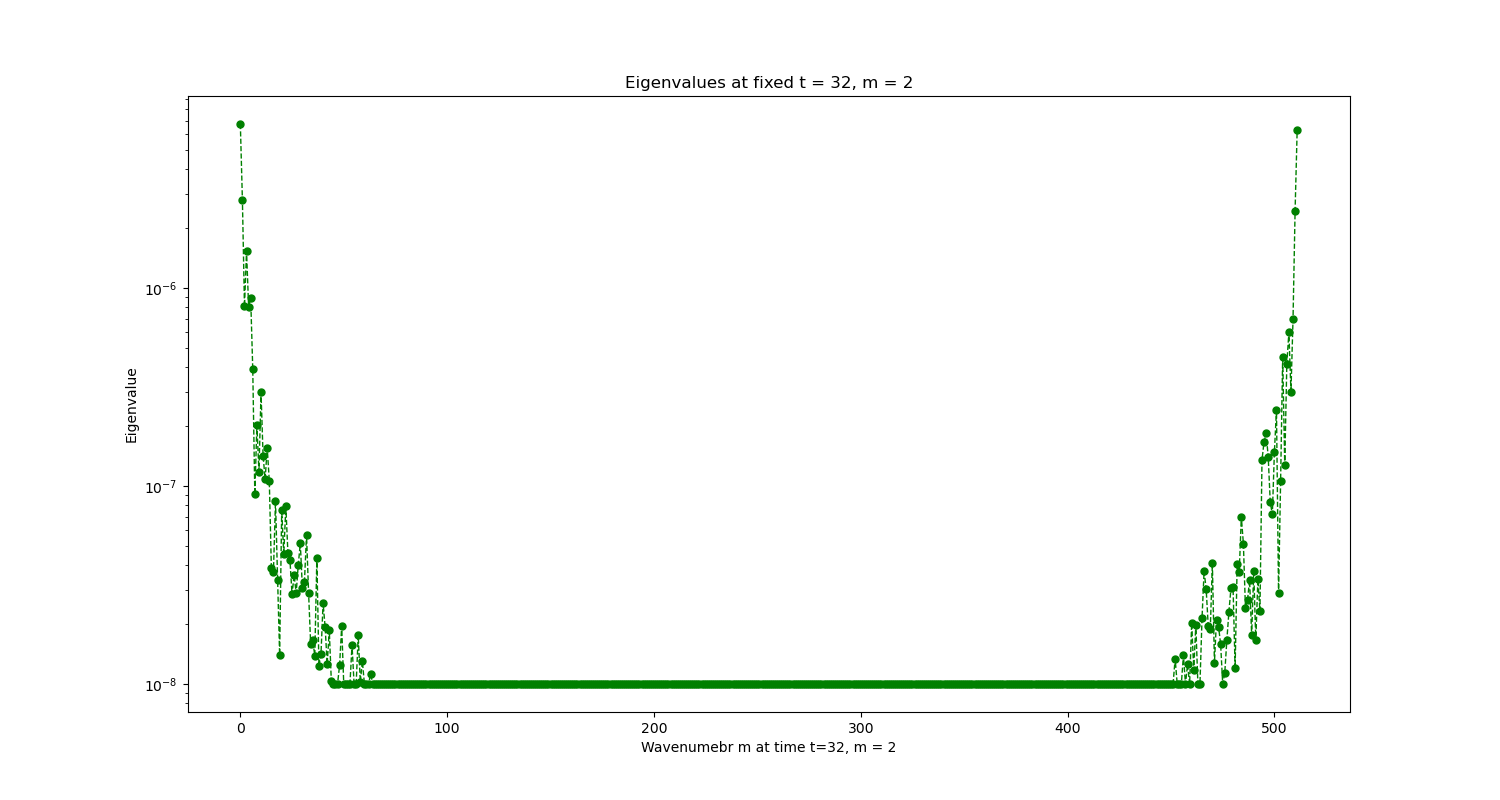 Eigenvalues at fixed t = 32, m = 2
Eigenvalue
10⁻⁶
10⁻⁷
10⁻⁸
0 100 200 300 400 500
Wavenumebr m at time t=32, m = 2